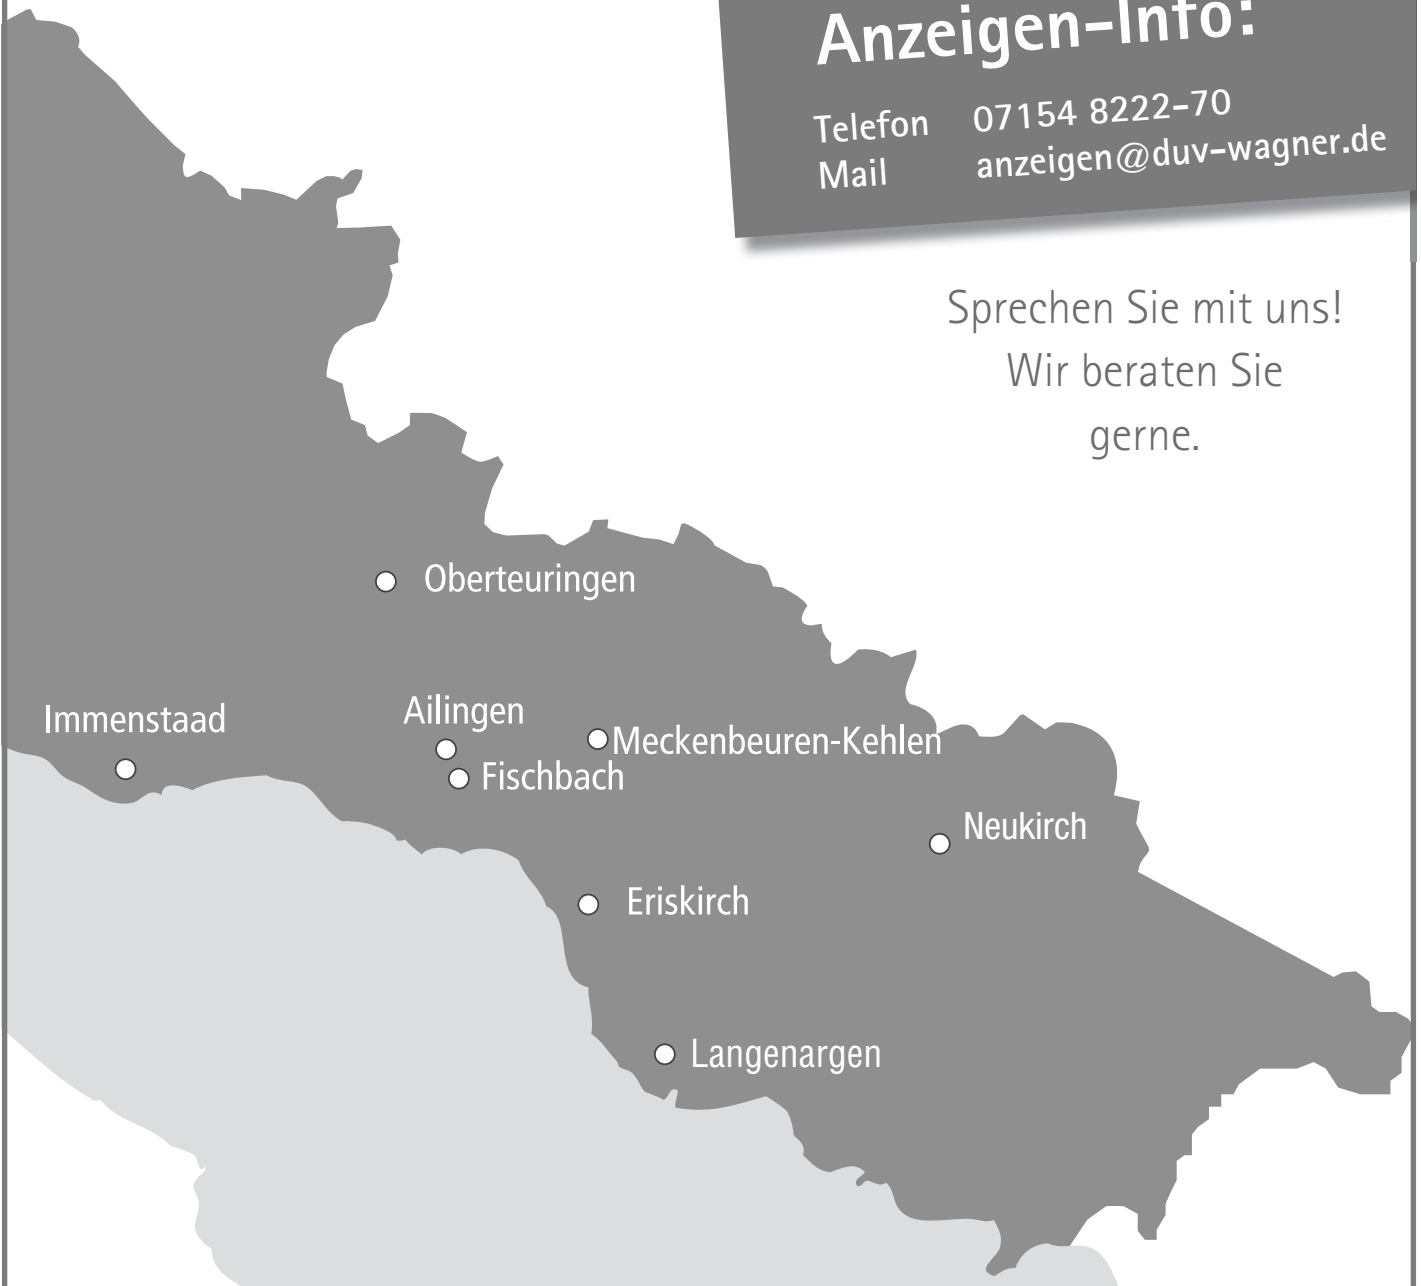 Anzeigen-Info:
Telefon 07154 8222-70
Mail anzeigen@duv-wagner.de
Sprechen Sie mit uns!
Wir beraten Sie
gerne.
Oberteuringen
Immenstaad
Ailingen
Meckenbeuren-Kehlen
Fischbach
Neukirch
Eriskirch
Langenargen